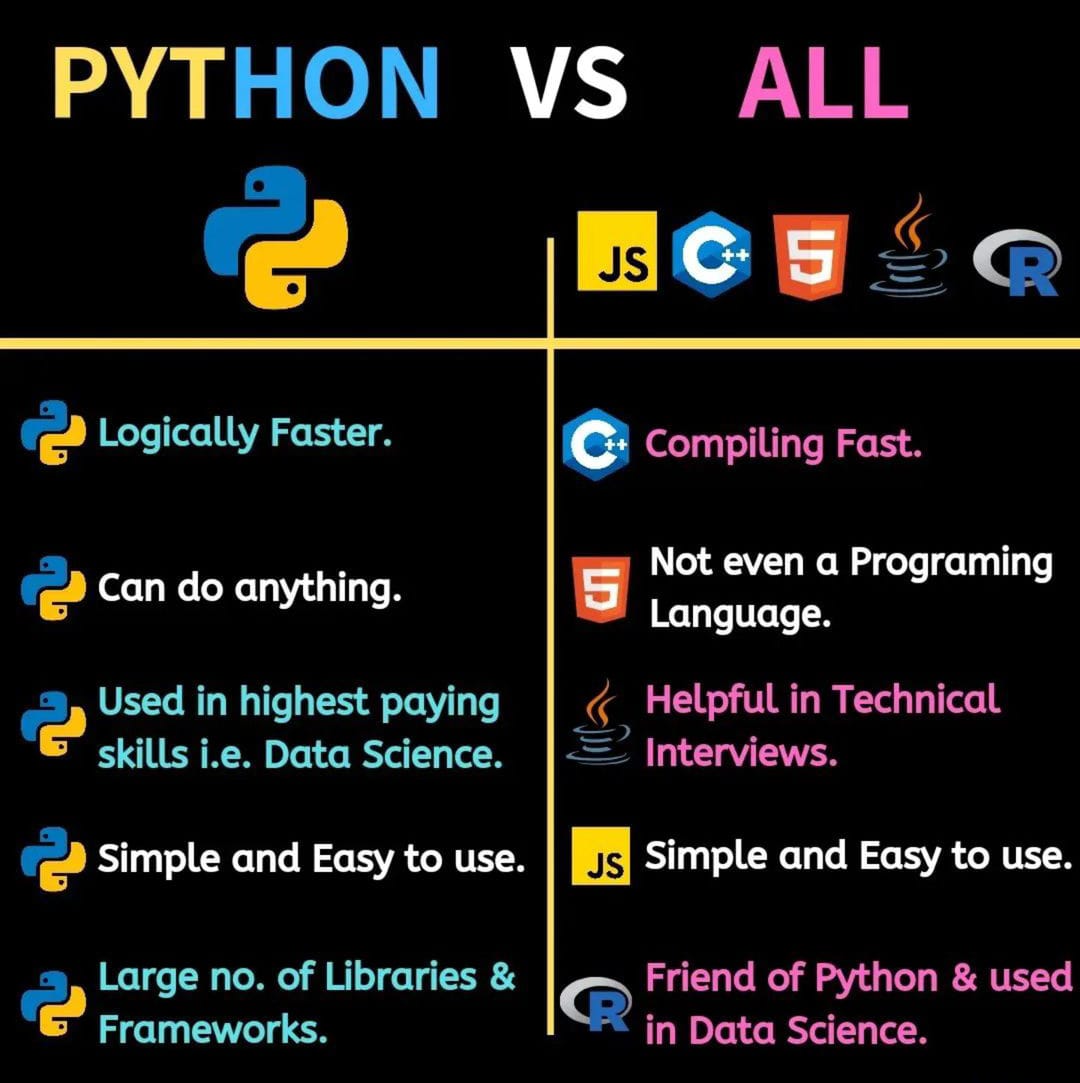 PYTHON VS ALL
JS C++ 5 R
Logically Faster.
C++ Compiling Fast.
Can do anything.
5 Not even a Programing
Language.
Used in highest paying
skills i.e. Data Science.
Helpful in Technical
Interviews.
Simple and Easy to use.
JS Simple and Easy to use.
Large no. of Libraries &
Frameworks.
R Friend of Python & used
in Data Science.